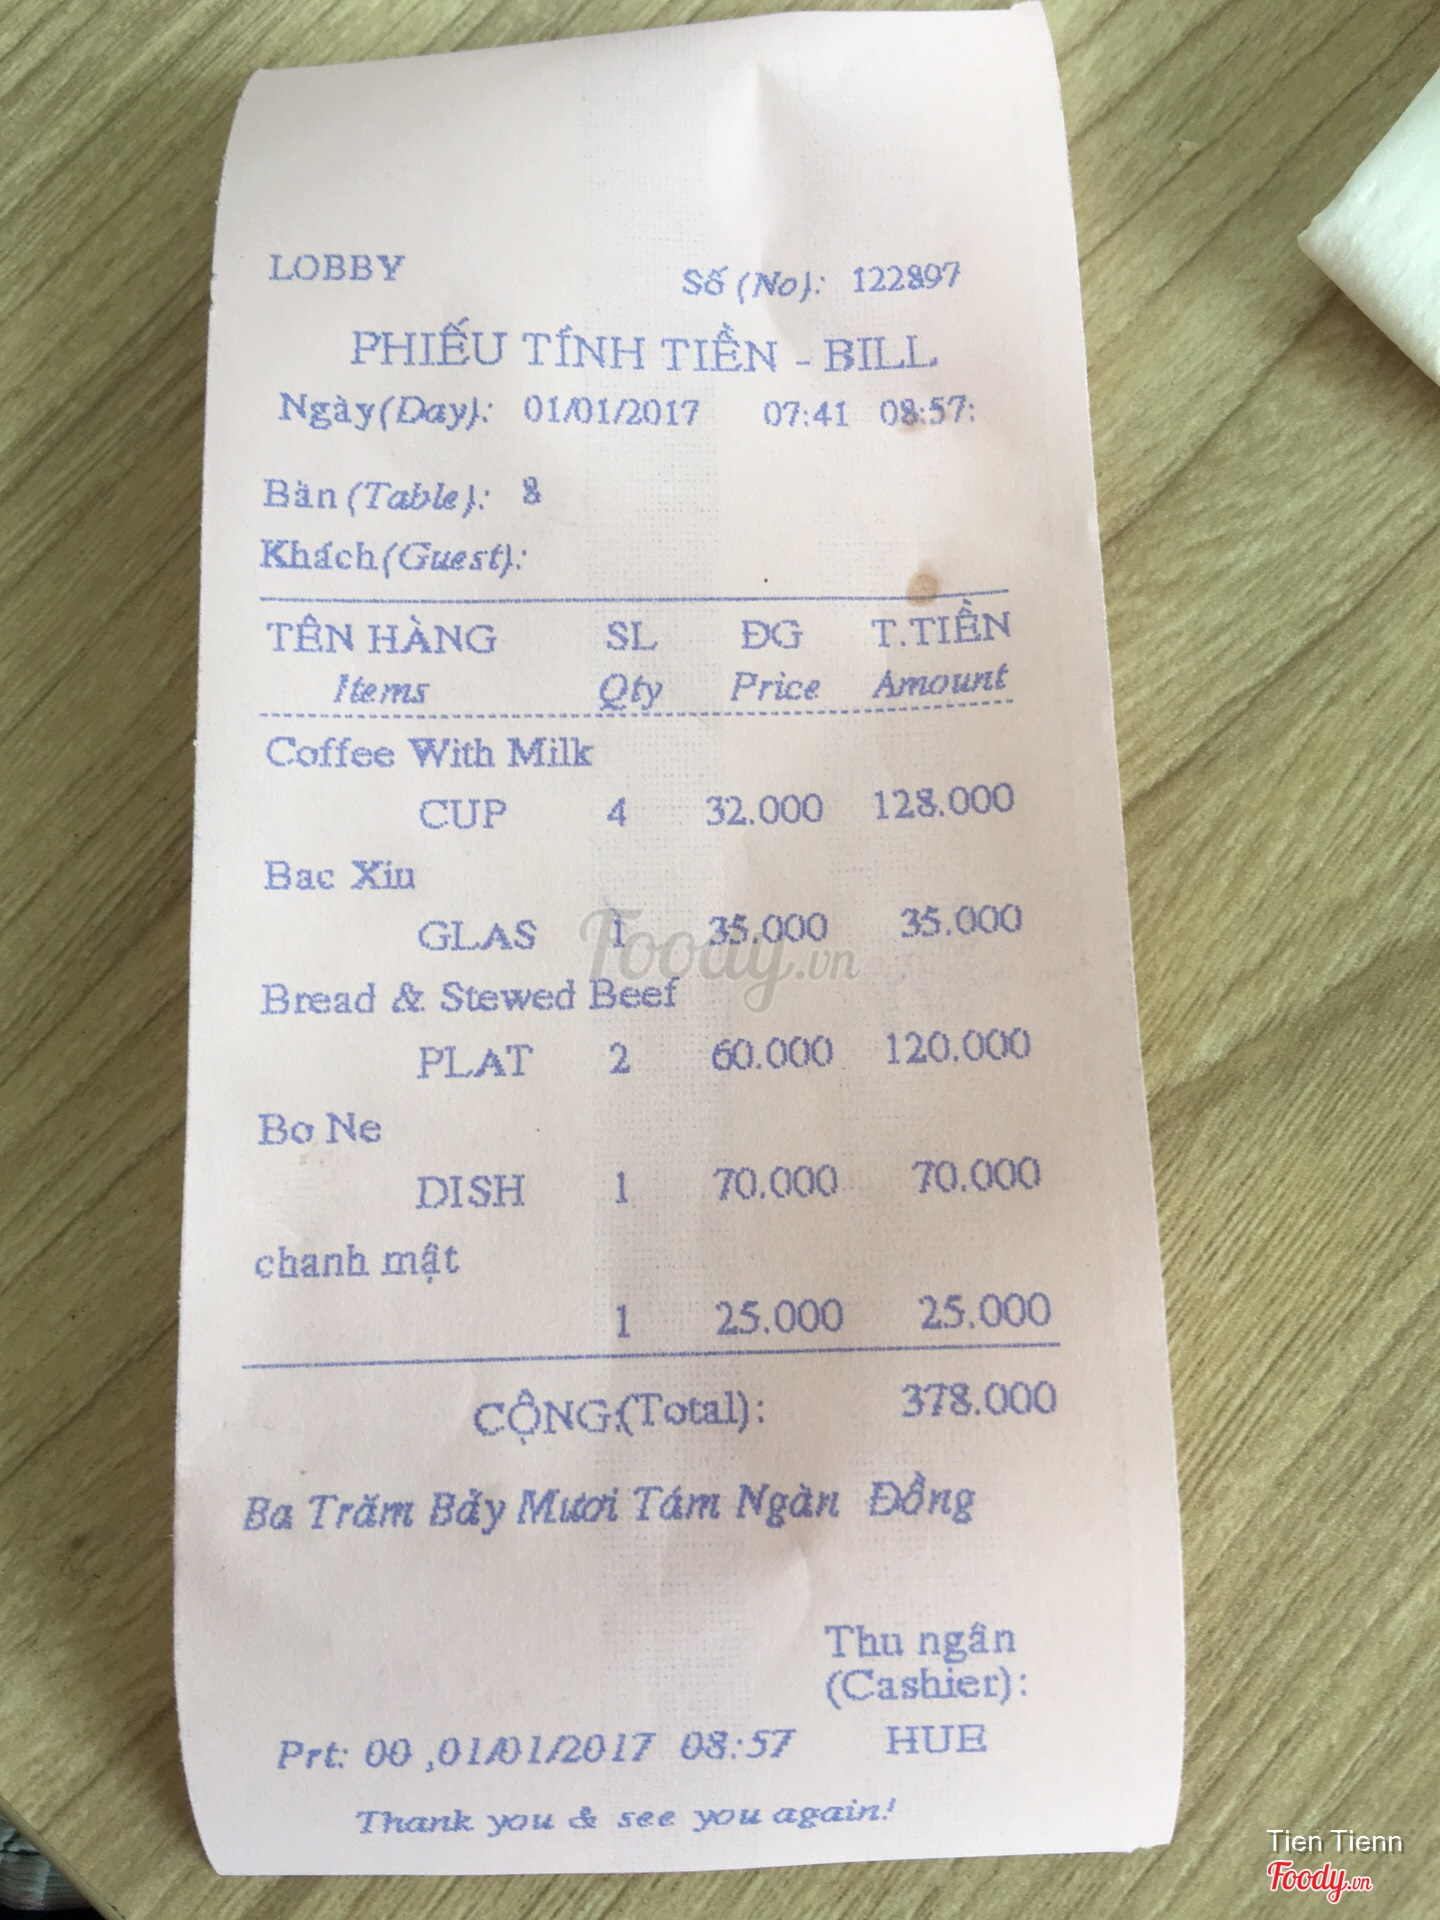 LOBBY Số (No): 122897
PHIẾU TÍNH TIỀN - BILL
Ngày(Day): 01/01/2017 07:41 08:57:
Bàn (Table): 8
Khách(Guest):
TÊN HÀNG SL ĐG T.TIỀN
Items Qty Price Amount
Coffee With Milk
CUP 4 32.000 128.000
Bac Xiu
GLAS 1 35.000 35.000
Foody.vn
Bread & Stewed Beef
PLAT 2 60.000 120.000
Bo Ne
DISH 1 70.000 70.000
chanh mật
1 25.000 25.000
CỘNG:(Total): 378.000
Ba Trăm Bảy Mươi Tám Ngàn Đồng
Thu ngân
(Cashier):
Prt: 00 ,01/01/2017 08:57 HUE
Thank you & see you again!
Tien Tienn
Foody.vn